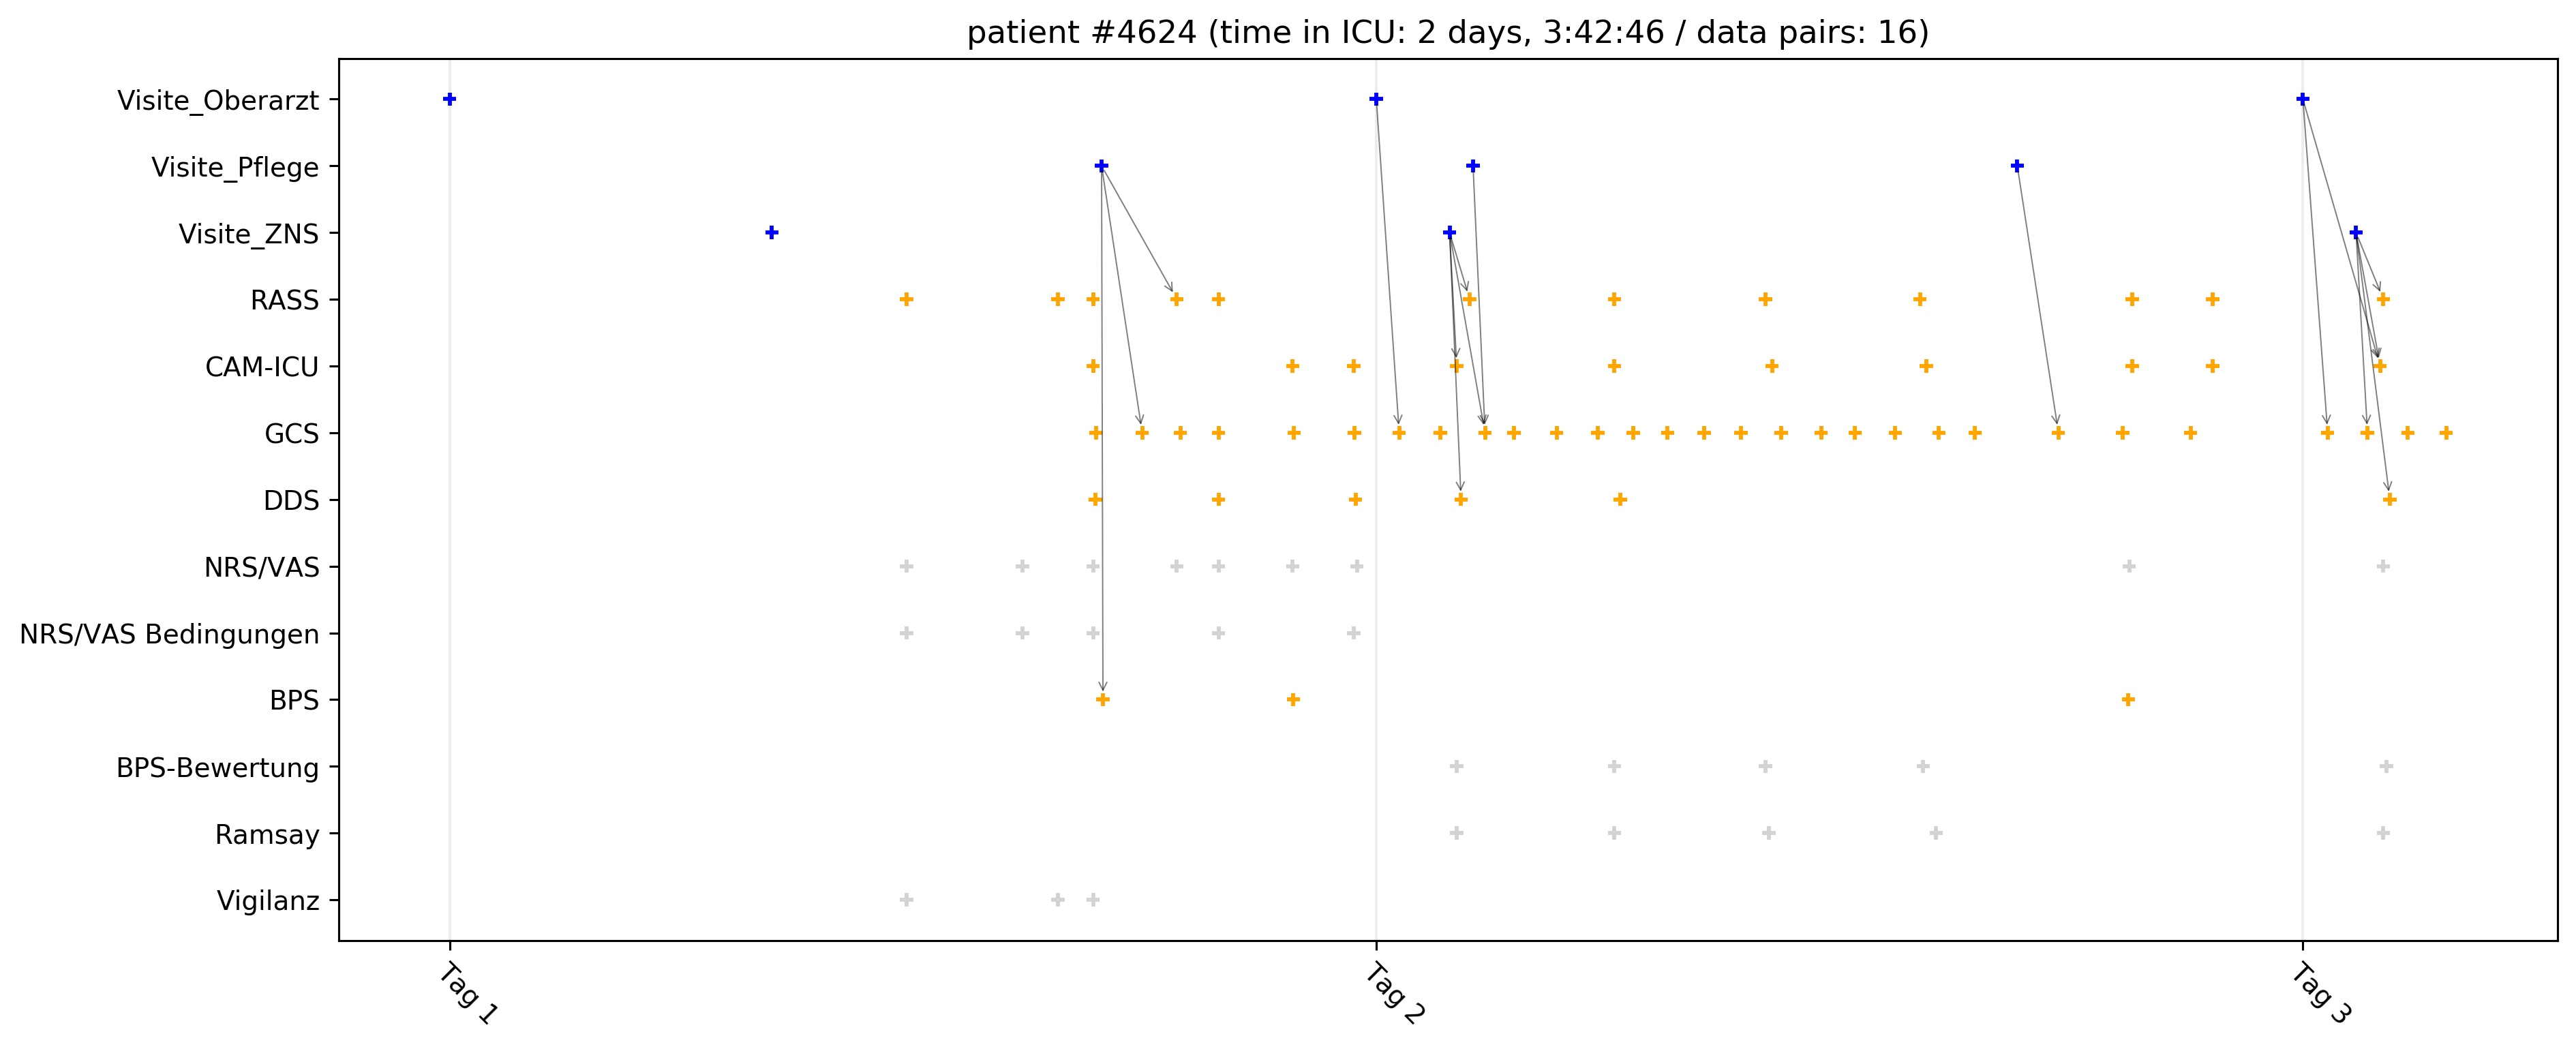 patient #4624 (time in ICU: 2 days, 3:42:46 / data pairs: 16)
Visite_Oberarzt
Visite_Pflege
Visite_ZNS
RASS
CAM-ICU
GCS
DDS
NRS/VAS
NRS/VAS Bedingungen
BPS
BPS-Bewertung
Ramsay
Vigilanz
Tag 1
Tag 2
Tag 3